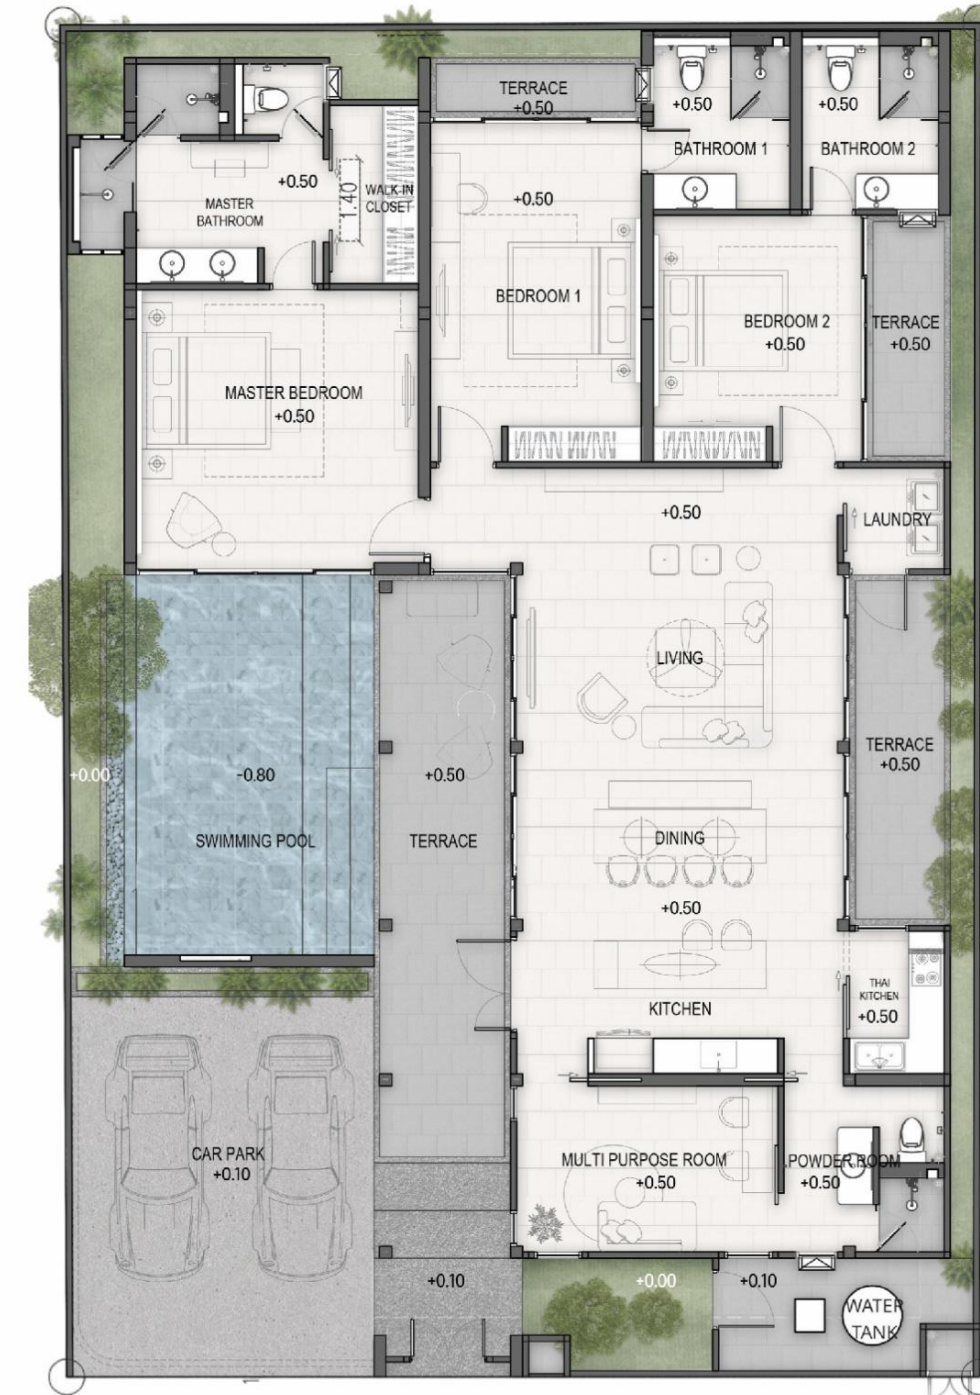 TERRACE
+0.50
+0.50
+0.50
BATHROOM 1
BATHROOM 2
+0.50
MASTER
BATHROOM
1.40
WALK-IN
CLOSET
+0.50
BEDROOM 1
BEDROOM 2
+0.50
TERRACE
+0.50
MASTER BEDROOM
+0.50
+0.50
LAUNDRY
LIVING
TERRACE
+0.50
+0.00
-0.80
+0.50
SWIMMING POOL
TERRACE
DINING
+0.50
KITCHEN
THAI
KITCHEN
+0.50
CAR PARK
+0.10
MULTI PURPOSE ROOM
+0.50
POWDER ROOM
+0.50
+0.10
+0.00
+0.10
WATER
TANK